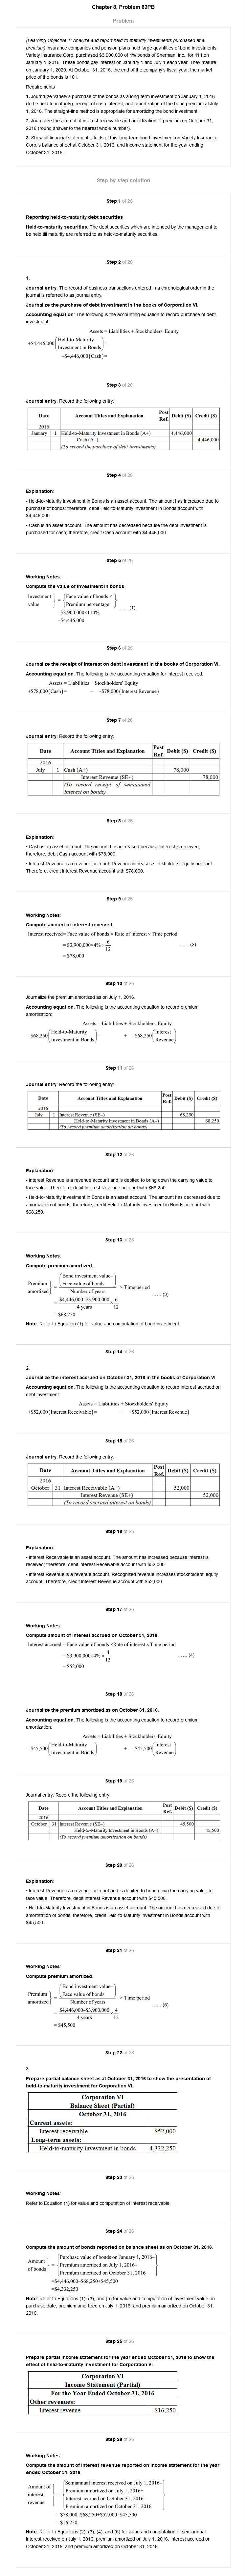 Chapter 8, Problem 63PB
Problem
(Learning Objective 1: Analyze and report held-to-maturity investments purchased at a
premium) Insurance companies and pension plans hold large quantities of bond investments.
Variety Insurance Corp. purchased $3,900,000 of 4% bonds of Sherman, Inc., for 114 on
January 1, 2016. These bonds pay interest on January 1 and July 1 each year. They mature
on January 1, 2020. At October 31, 2016, the end of the company's fiscal year, the market
price of the bonds is 101.
Requirements
1. Journalize Variety's purchase of the bonds as a long-term investment on January 1, 2016
(to be held to maturity), receipt of cash interest, and amortization of the bond premium at July
1, 2016. The straight-line method is appropriate for amortizing the bond investment.
2. Journalize the accrual of interest receivable and amortization of premium on October 31,
2016 (round answer to the nearest whole number).
3. Show all financial statement effects of this long-term bond investment on Variety Insurance
Corp.'s balance sheet at October 31, 2016, and income statement for the year ending
October 31, 2016.
Step-by-step solution
Step 1 of 26
Reporting held-to-maturity debt securities
Held-to-maturity securities: The debt securities which are intended by the management to
be held till maturity are referred to as held-to-maturity securities.
Step 2 of 26
1.
Journal entry: The record of business transactions entered in a chronological order in the
journal is referred to as journal entry.
Journalize the purchase of debt investment in the books of Corporation VI.
Accounting equation: The following is the accounting equation to record purchase of debt
investment:
Assets = Liabilities + Stockholders' Equity
+$4,446,000 (Held-to-Maturity Investment in Bonds) =
−$4,446,000 (Cash) =
Step 3 of 26
Journal entry: Record the following entry.
Date Account Titles and Explanation Post Ref. Debit ($) Credit ($)
2016
January 1 Held-to-Maturity Investment in Bonds (A+) 4,446,000
Cash (A–) 4,446,000
(To record the purchase of debt investments)
Step 4 of 26
Explanation:
• Held-to-Maturity Investment in Bonds is an asset account. The amount has increased due to
purchase of bonds; therefore, debit Held-to-Maturity Investment in Bonds Account with
$4,446,000.
• Cash is an asset account. The amount has decreased because the debt investment is
purchased for cash, therefore, credit Cash Account with $4,446,000.
Step 5 of 26
Working Notes:
Compute the value of investment in bonds.
Investment value } = { Face value of bonds × Premium percentage } ...... (1)
=$3,900,000×114%
=$4,446,000
Step 6 of 26
Journalize the receipt of interest on debt investment in the books of Corporation VI.
Accounting equation: The following is the accounting equation for interest received:
Assets = Liabilities + Stockholders' Equity
+$78,000(Cash)= + +$78,000(Interest Revenue)
Step 7 of 26
Journal entry: Record the following entry.
Date Account Titles and Explanation Post Ref. Debit ($) Credit ($)
2016
July 1 Cash (A+) 78,000
Interest Revenue (SE+) 78,000
(To record receipt of semiannual
interest on bonds)
Step 8 of 26
Explanation:
• Cash is an asset account. The amount has increased because interest is received;
therefore, debit Cash Account with $78,000.
• Interest Revenue is a revenue account. Revenue increases stockholders' equity account.
Therefore, credit Interest Revenue Account with $78,000.
Step 9 of 26
Working Notes:
Compute amount of interest received.
Interest received= Face value of bonds × Rate of interest × Time period
= $3,900,000×4%× 6/12 ...... (2)
= $78,000
Step 10 of 26
Journalize the premium amortized as on July 1, 2016.
Accounting equation: The following is the accounting equation to record premium
amortization:
Assets = Liabilities + Stockholders' Equity
−$68,250 (Held-to-Maturity Investment in Bonds) = + −$68,250 (Interest Revenue)
Step 11 of 26
Journal entry: Record the following entry.
Date Account Titles and Explanation Post Ref. Debit ($) Credit ($)
2016
July 1 Interest Revenue (SE–) 68,250
Held-to-Maturity Investment in Bonds (A–) 68,250
(To record premium amortization on bonds)
Step 12 of 26
Explanation:
• Interest Revenue is a revenue account and is debited to bring down the carrying value to
face value. Therefore, debit Interest Revenue Account with $68,250.
• Held-to-Maturity Investment in Bonds is an asset account. The amount has decreased due to
amortization of bonds, therefore, credit Held-to-Maturity Investment in Bonds Account with
$68,250.
Step 13 of 26
Working Notes:
Compute premium amortized.
Premium amortized } = (Bond investment value– Face value of bonds) / Number of years × Time period
= $4,446,000–$3,900,000 / 4 years × 6/12 ...... (3)
= $68,250
Note: Refer to Equation (1) for value and computation of bond investment.
Step 14 of 26
2.
Journalize the interest accrued on October 31, 2016 in the books of Corporation VI.
Accounting equation: The following is the accounting equation to record interest accrued on
debt investment:
Assets = Liabilities + Stockholders' Equity
+$52,000(Interest Receivable)= + +$52,000(Interest Revenue)
Step 15 of 26
Journal entry: Record the following entry.
Date Account Titles and Explanation Post Ref. Debit ($) Credit ($)
2016
October 31 Interest Receivable (A+) 52,000
Interest Revenue (SE+) 52,000
(To record accrued interest on bonds)
Step 16 of 26
Explanation:
• Interest Receivable is an asset account. The amount has increased because interest is
received; therefore, debit Interest Receivable Account with $52,000.
• Interest Revenue is a revenue account. Recognized revenue increases stockholders' equity
account. Therefore, credit Interest Revenue Account with $52,000.
Step 17 of 26
Working Notes:
Compute amount of interest accrued on October 31, 2016.
Interest accrued = Face value of bonds ×Rate of interest × Time period
= $3,900,000×4%× 4/12 ...... (4)
= $52,000
Step 18 of 26
Journalize the premium amortized as on October 31, 2016.
Accounting equation: The following is the accounting equation to record premium
amortization:
Assets = Liabilities + Stockholders' Equity
−$45,500 (Held-to-Maturity Investment in Bonds) = + −$45,500 (Interest Revenue)
Step 19 of 26
Journal entry: Record the following entry.
Date Account Titles and Explanation Post Ref. Debit ($) Credit ($)
2016
October 31 Interest Revenue (SE–) 45,500
Held-to-Maturity Investment in Bonds (A–) 45,500
(To record premium amortization on bonds)
Step 20 of 26
Explanation:
• Interest Revenue is a revenue account and is debited to bring down the carrying value to
face value. Therefore, debit Interest Revenue Account with $45,500.
• Held-to-Maturity Investment in Bonds is an asset account. The amount has decreased due to
amortization of bonds, therefore, credit Held-to-Maturity Investment in Bonds Account with
$45,500.
Step 21 of 26
Working Notes:
Compute premium amortized.
Premium amortized } = (Bond investment value– Face value of bonds) / Number of years × Time period
= $4,446,000–$3,900,000 / 4 years × 4/12 ...... (5)
= $45,500
Step 22 of 26
3.
Prepare partial balance sheet as at October 31, 2016 to show the presentation of
held-to-maturity investment for Corporation VI.
Corporation VI
Balance Sheet (Partial)
October 31, 2016
Current assets:
Interest receivable $52,000
Long-term assets:
Held-to-maturity investment in bonds 4,332,250
Step 23 of 26
Working Notes:
Refer to Equation (4) for value and computation of interest receivable.
Step 24 of 26
Compute the amount of bonds reported on balance sheet as on October 31, 2016.
Amount of bonds } = { Purchase value of bonds on January 1, 2016–
Premium amortized on July 1, 2016–
Premium amortized on October 31, 2016 }
=$4,446,000–$68,250–$45,500
=$4,332,250
Note: Refer to Equations (1), (3), and (5) for value and computation of investment value on
purchase date, premium amortized on July 1, 2016, and premium amortized on October 31,
2016.
Step 25 of 26
Prepare partial income statement for the year ended October 31, 2016 to show the
effect of held-to-maturity investment for Corporation VI.
Corporation VI
Income Statement (Partial)
For the Year Ended October 31, 2016
Other revenues:
Interest revenue $16,250
Step 26 of 26
Working Notes:
Compute the amount of interest revenue reported on income statement for the year
ended October 31, 2016.
Amount of interest revenue } = { Semiannual interest received on July 1, 2016–
Premium amortized on July 1, 2016+
Interest accrued on October 31, 2016–
Premium amortized on October 31, 2016 }
=$78,000–$68,250+$52,000–$45,500
=$16,250
Note: Refer to Equations (2), (3), (4), and (5) for value and computation of semiannual
interest received on July 1, 2016, premium amortized on July 1, 2016, interest accrued on
October 31, 2016, and premium amortized on October 31, 2016.